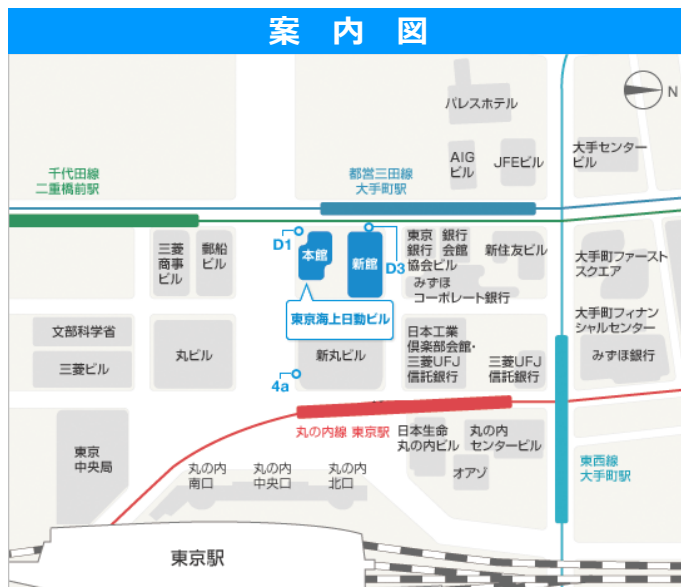 案内図
N
パレスホテル
AIG
ビル
JFEビル
大手センター
ビル
千代田線
二重橋前駅
都営三田線
大手町駅
D1
本館
新館
D3
東京
銀行
協会ビル
銀行
会館
新住友ビル
三菱
商事
ビル
郵船
ビル
みずほ
コーポレート銀行
大手町ファースト
スクエア
東京海上日動ビル
大手町フィナン
シャルセンター
みずほ銀行
文部科学省
三菱ビル
丸ビル
新丸ビル
日本工業
倶楽部会館・
三菱UFJ
信託銀行
三菱UFJ
信託銀行
4a
丸の内線 東京駅
日本生命
丸の内ビル
丸の内
センタービル
オアゾ
東西線
大手町駅
東京
中央局
丸の内
南口
丸の内
中央口
丸の内
北口
東京駅